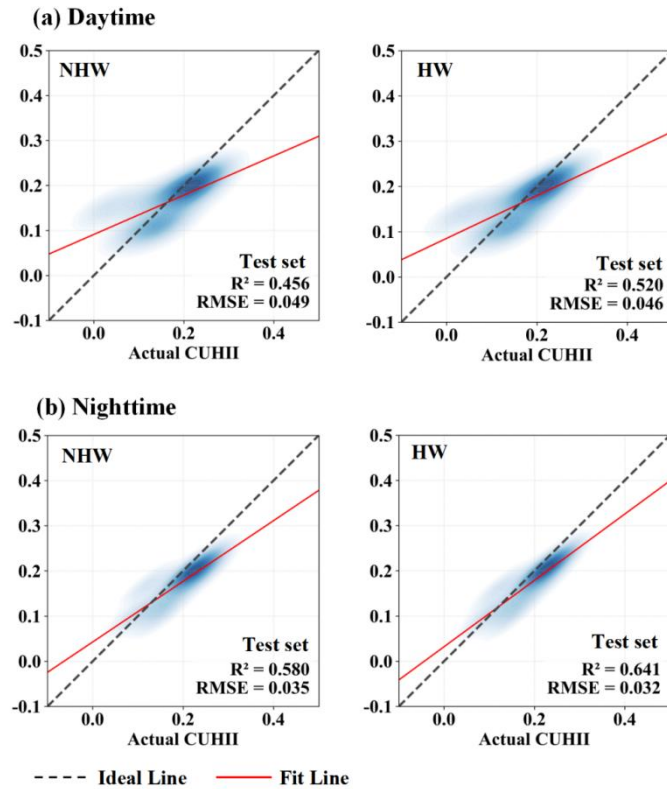 (a) Daytime
0.5
0.4
0.3
0.2
0.1
0.0
-0.1
NHW
Test set
R² = 0.456
RMSE = 0.049
0.0 0.2 0.4
Actual CUHII
0.5
0.4
0.3
0.2
0.1
0.0
-0.1
HW
Test set
R² = 0.520
RMSE = 0.046
0.0 0.2 0.4
Actual CUHII
(b) Nighttime
0.5
0.4
0.3
0.2
0.1
0.0
-0.1
NHW
Test set
R² = 0.580
RMSE = 0.035
0.0 0.2 0.4
Actual CUHII
0.5
0.4
0.3
0.2
0.1
0.0
-0.1
HW
Test set
R² = 0.641
RMSE = 0.032
0.0 0.2 0.4
Actual CUHII
Ideal Line Fit Line